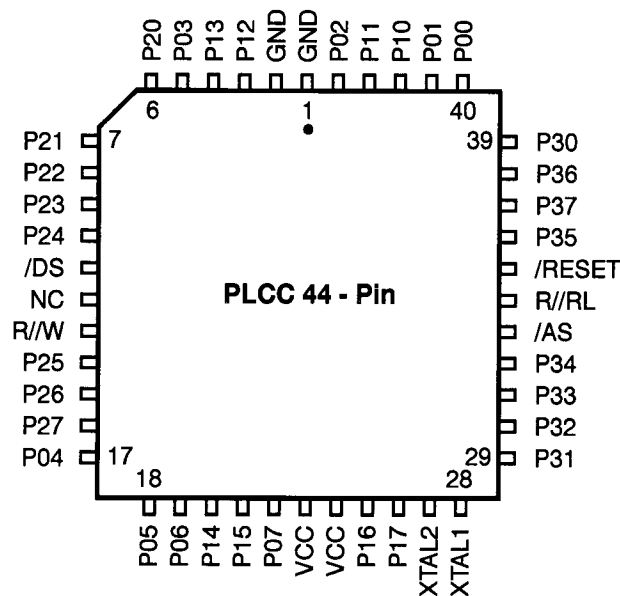 P20 P03 P13 P12 GND GND P02 P11 P10 P01 P00
6 1 40
P21 7 39 P30
P22 P36
P23 P37
P24 P35
/DS /RESET
NC PLCC 44 - Pin R//RL
R//W /AS
P25 P34
P26 P33
P27 P32
P04 17 29 P31
18 28
P05 P06 P14 P15 P07 VCC VCC P16 P17 XTAL2 XTAL1